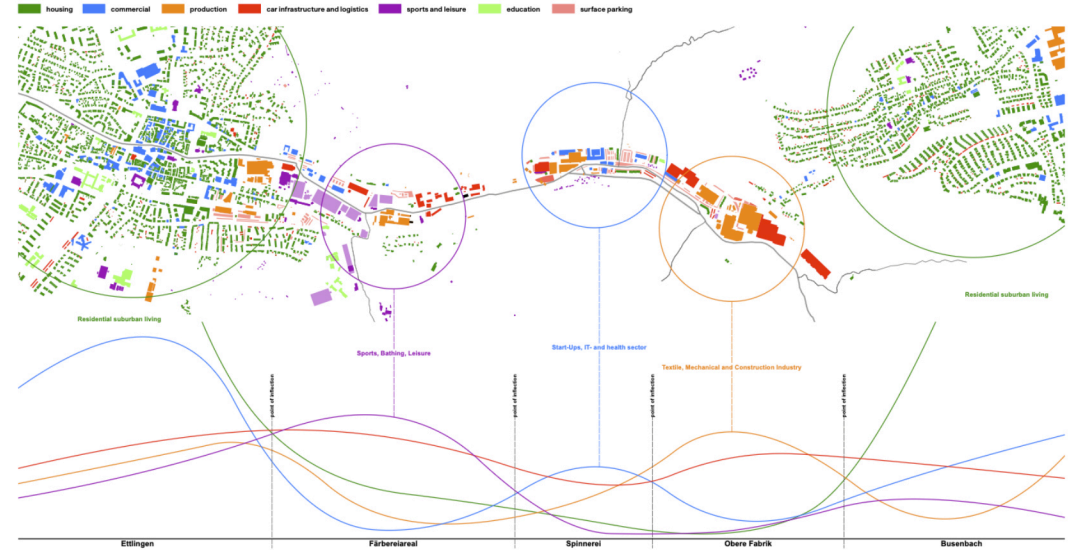 housing commercial production car infrastructure and logistics sports and leisure education surface parking
Residential suburban living
Residential suburban living
Sports, Bathing, Leisure
Start-Ups, IT- and health sector
Textile, Mechanical and Construction Industry
point of inflection
point of inflection
point of inflection
point of inflection
Ettlingen Färbereiareal Spinnerei Obere Fabrik Busenbach